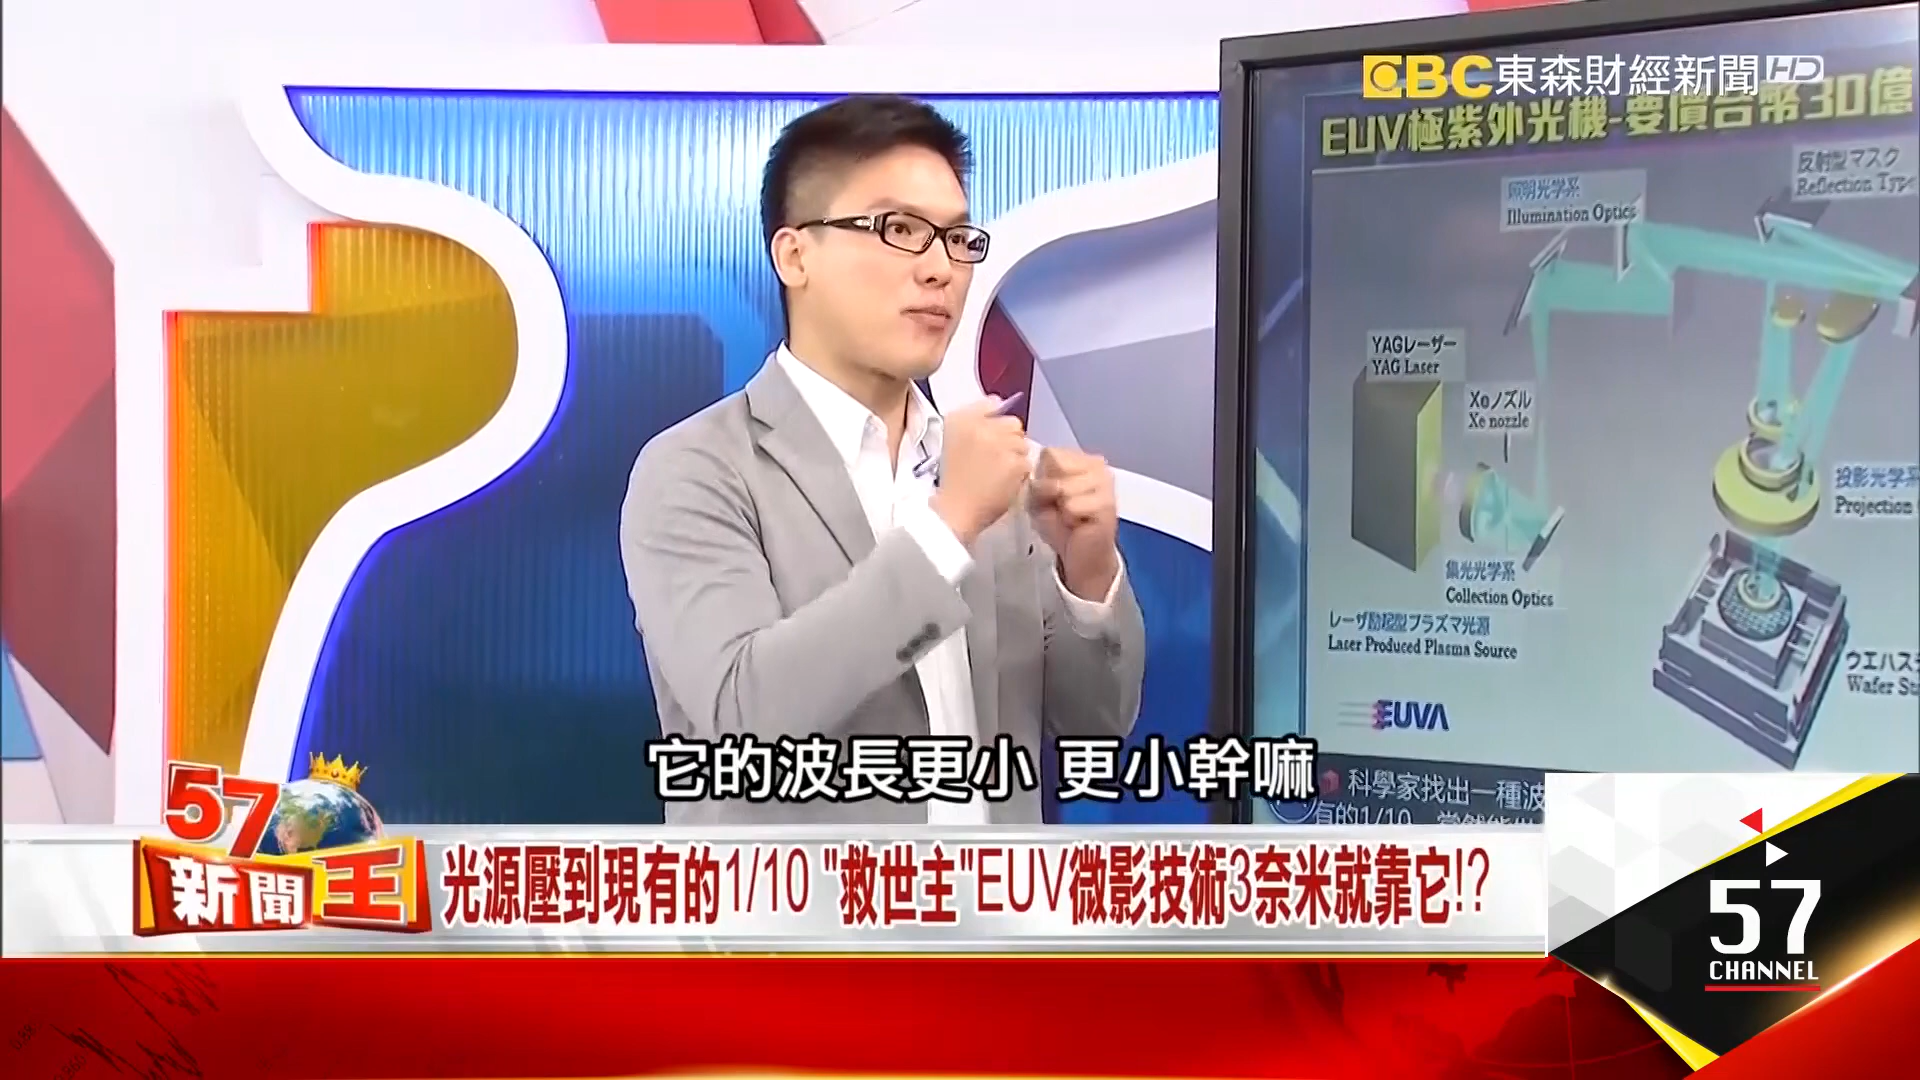 EBC東森財經新聞HD
EUV極紫外光機-要價台幣30億
反射型マスク
Reflection Type
照明光学系
Illumination Optics
YAGレーザー
YAG Laser
Xeノズル
Xe nozzle
投影光学系
Projection
集光光学系
Collection Optics
レーザ励起型プラズマ光源
Laser Produced Plasma Source
ウエハス
Wafer St
EUVA
科學家找出一種波
有的1/10
它的波長更小 更小幹嘛
57
新聞王
光源壓到現有的1/10 "救世主"EUV微影技術3奈米就靠它!?
57
CHANNEL